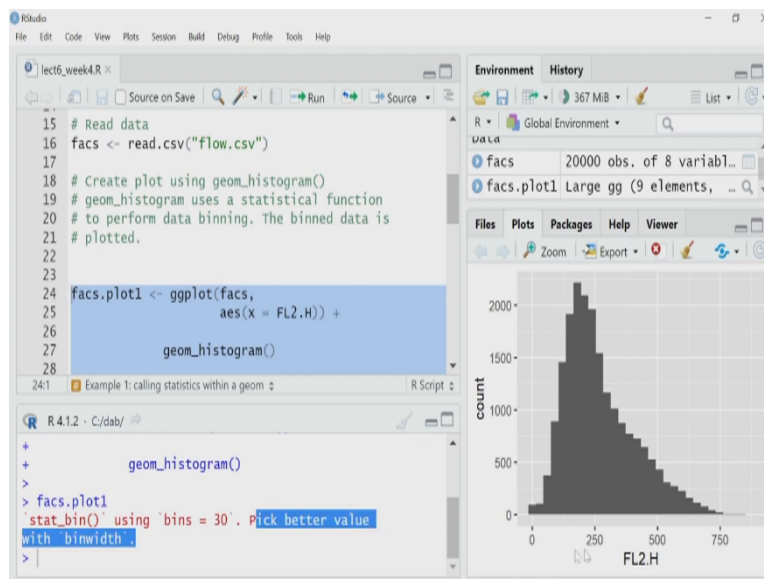 RStudio
File Edit Code View Plots Session Build Debug Profile Tools Help
lect6_week4.R
Source on Save Run Source
15 # Read data
16 facs <- read.csv("flow.csv")
17
18 # Create plot using geom_histogram()
19 # geom_histogram uses a statistical function
20 # to perform data binning. The binned data is
21 # plotted.
22
23
24 facs.plot1 <- ggplot(facs,
25 aes(x = FL2.H)) +
26
27 geom_histogram()
28
24:1 Example 1: calling statistics within a geom R Script
R 4.1.2 · C:/dab/
+
+ geom_histogram()
>
> facs.plot1
`stat_bin()` using `bins = 30`. Pick better value
with `binwidth`.
>
Environment History
367 MiB List
R Global Environment
Data
facs 20000 obs. of 8 variabl…
facs.plot1 Large gg (9 elements, …
Files Plots Packages Help Viewer
Zoom Export
2000
1500
1000
500
0
count
0 250 500 750
FL2.H